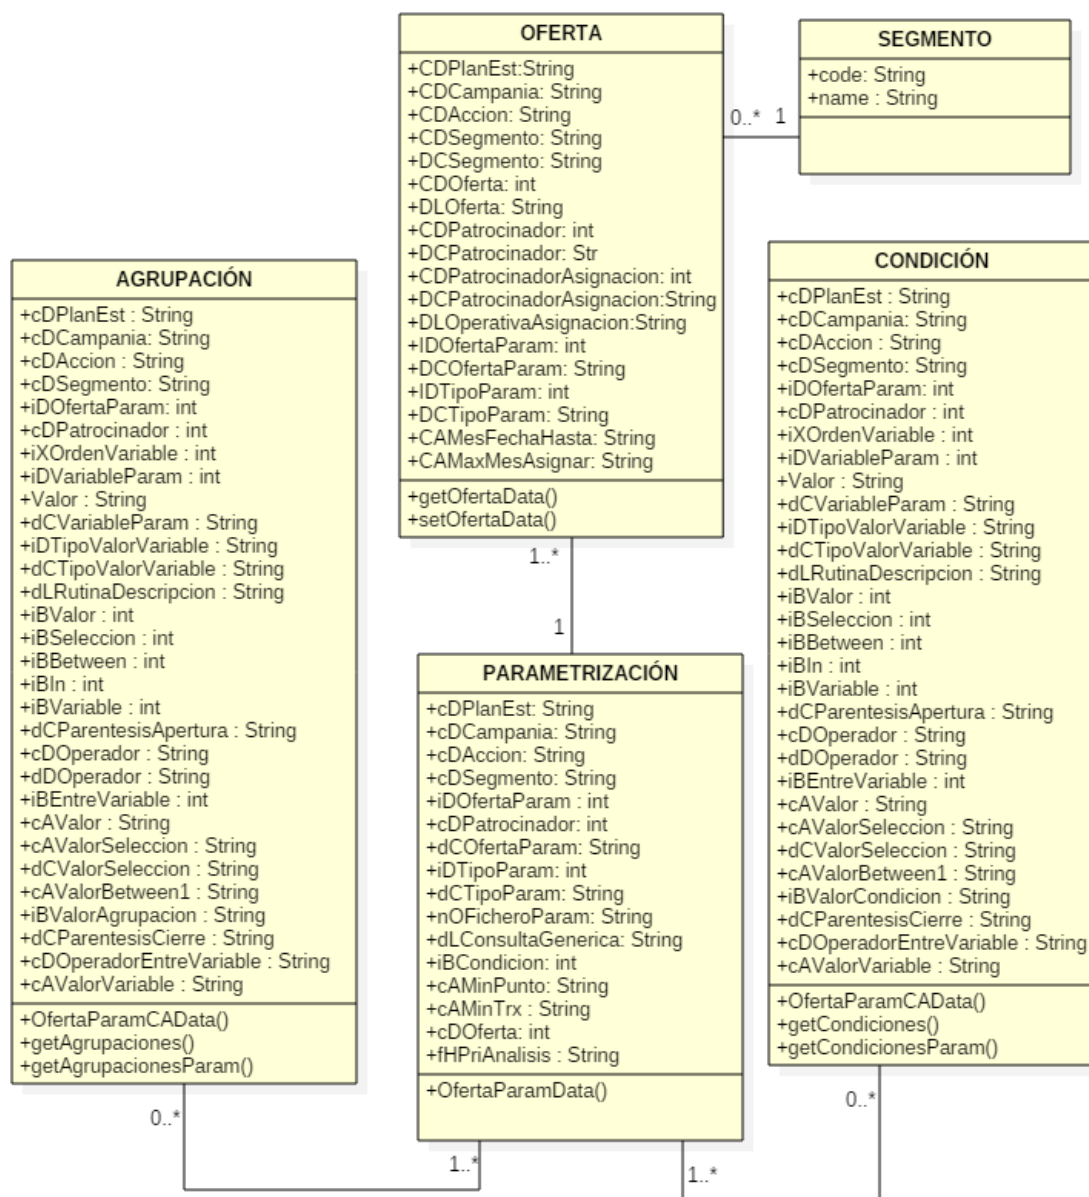 OFERTA
+CDPlanEst:String
+CDCampania: String
+CDAccion: String
+CDSegmento: String
+DCSegmento: String
+CDOferta: int
+DLOferta: String
+CDPatrocinador: int
+DCPatrocinador: Str
+CDPatrocinadorAsignacion: int
+DCPatrocinadorAsignacion:String
+DLOperativaAsignacion:String
+IDOfertaParam: int
+DCOfertaParam: String
+IDTipoParam: int
+DCTipoParam: String
+CAMesFechaHasta: String
+CAMaxMesAsignar: String
+getOfertaData()
+setOfertaData()
0..* 1
SEGMENTO
+code: String
+name : String
AGRUPACIÓN
+cDPlanEst : String
+cDCampania: String
+cDAccion : String
+cDSegmento: String
+iDOfertaParam: int
+cDPatrocinador : int
+iXOrdenVariable : int
+iDVariableParam : int
+Valor : String
+dCVariableParam : String
+iDTipoValorVariable : String
+dCTipoValorVariable : String
+dLRutinaDescripcion : String
+iBValor : int
+iBSeleccion : int
+iBBetween : int
+iBIn : int
+iBVariable : int
+dCParentesisApertura : String
+cDOperador : String
+dDOperador : String
+iBEntreVariable : int
+cAValor : String
+cAValorSeleccion : String
+dCValorSeleccion : String
+cAValorBetween1 : String
+iBValorAgrupacion : String
+dCParentesisCierre : String
+cDOperadorEntreVariable : String
+cAValorVariable : String
+OfertaParamCAData()
+getAgrupaciones()
+getAgrupacionesParam()
0..*
1..*
1..*
1
PARAMETRIZACIÓN
+cDPlanEst: String
+cDCampania: String
+cDAccion: String
+cDSegmento: String
+iDOfertaParam : int
+cDPatrocinador: int
+dCOfertaParam: String
+iDTipoParam: int
+dCTipoParam: String
+nOFicheroParam: String
+dLConsultaGenerica: String
+iBCondicion: int
+cAMinPunto: String
+cAMinTrx : String
+cDOferta: int
+fHPriAnalisis : String
+OfertaParamData()
1..*
0..*
CONDICIÓN
+cDPlanEst : String
+cDCampania: String
+cDAccion : String
+cDSegmento: String
+iDOfertaParam: int
+cDPatrocinador : int
+iXOrdenVariable : int
+iDVariableParam : int
+Valor : String
+dCVariableParam : String
+iDTipoValorVariable : String
+dCTipoValorVariable : String
+dLRutinaDescripcion : String
+iBValor : int
+iBSeleccion : int
+iBBetween : int
+iBIn : int
+iBVariable : int
+dCParentesisApertura : String
+cDOperador : String
+dDOperador : String
+iBEntreVariable : int
+cAValor : String
+cAValorSeleccion : String
+dCValorSeleccion : String
+cAValorBetween1 : String
+iBValorCondicion : String
+dCParentesisCierre : String
+cDOperadorEntreVariable : String
+cAValorVariable : String
+OfertaParamCAData()
+getCondiciones()
+getCondicionesParam()